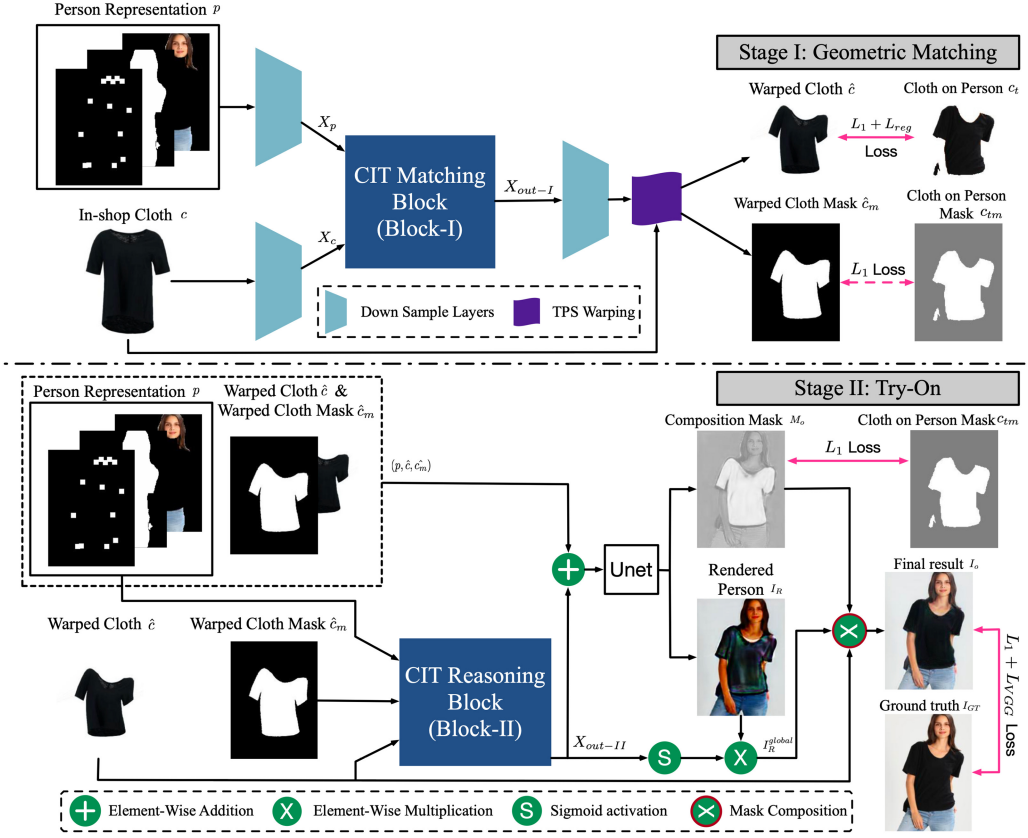 Person Representation p
Stage I: Geometric Matching
Warped Cloth ĉ
Cloth on Person c_t
X_p
L_1 + L_reg
Loss
CIT Matching
Block
(Block-I)
X_out-I
In-shop Cloth c
Warped Cloth Mask ĉ_m
Cloth on Person
Mask c_tm
X_c
L_1 Loss
Down Sample Layers
TPS Warping
Person Representation p
Warped Cloth ĉ &
Warped Cloth Mask ĉ_m
Stage II: Try-On
Composition Mask M_o
Cloth on Person Mask c_tm
L_1 Loss
(p, ĉ, ĉ_m)
Unet
Rendered
Person I_R
Final result I_o
Warped Cloth ĉ
Warped Cloth Mask ĉ_m
CIT Reasoning
Block
(Block-II)
L_1 + L_VGG Loss
Ground truth I_GT
X_out-II
S
X
I_R^global
Element-Wise Addition
X
Element-Wise Multiplication
S
Sigmoid activation
Mask Composition